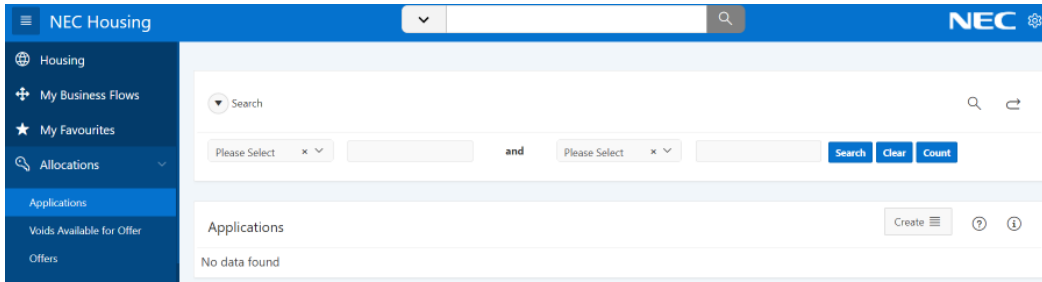 NEC Housing
NEC
Housing
My Business Flows
My Favourites
Allocations
Applications
Voids Available for Offer
Offers
Search
Please Select and Please Select Search Clear Count
Applications Create
No data found